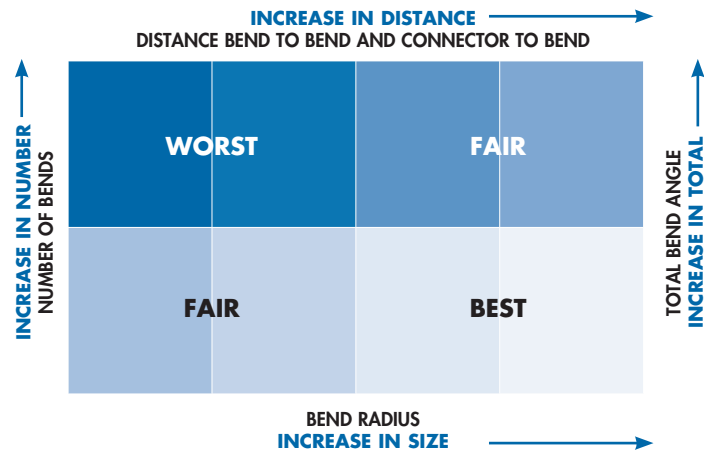 INCREASE IN DISTANCE
DISTANCE BEND TO BEND AND CONNECTOR TO BEND
INCREASE IN NUMBER
NUMBER OF BENDS
WORST
FAIR
FAIR
BEST
TOTAL BEND ANGLE
INCREASE IN TOTAL
BEND RADIUS
INCREASE IN SIZE